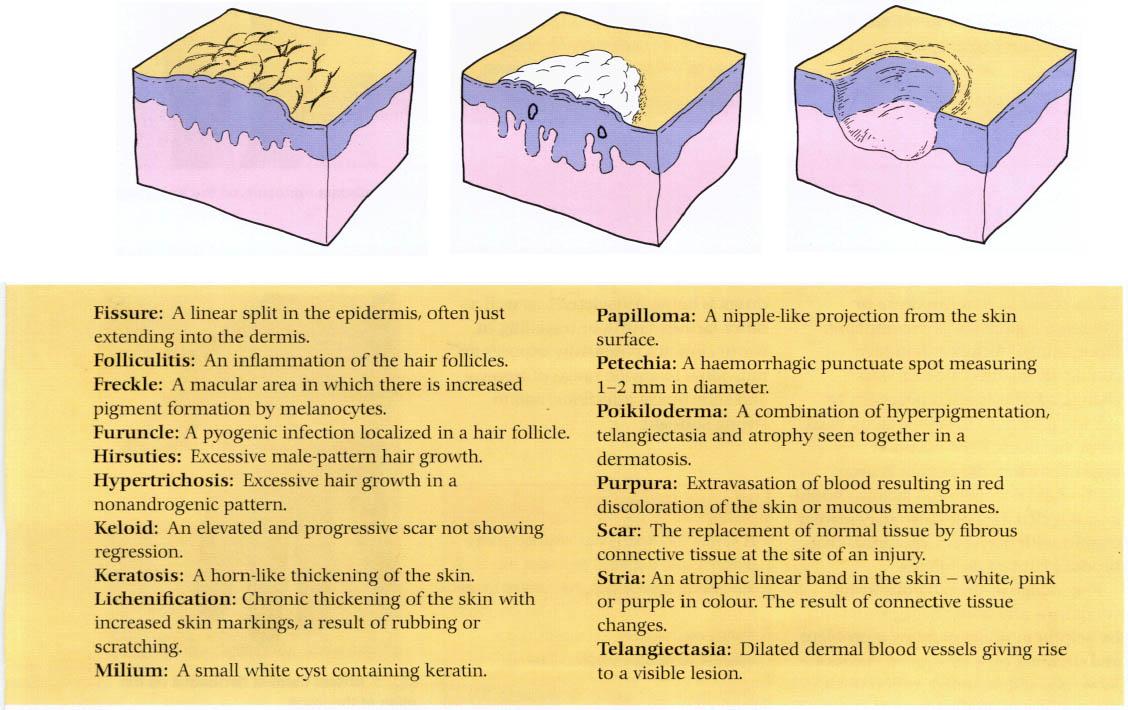 Fissure: A linear split in the epidermis, often just
extending into the dermis.
Folliculitis: An inflammation of the hair follicles.
Freckle: A macular area in which there is increased
pigment formation by melanocytes.
Furuncle: A pyogenic infection localized in a hair follicle.
Hirsuties: Excessive male-pattern hair growth.
Hypertrichosis: Excessive hair growth in a
nonandrogenic pattern.
Keloid: An elevated and progressive scar not showing
regression.
Keratosis: A horn-like thickening of the skin.
Lichenification: Chronic thickening of the skin with
increased skin markings, a result of rubbing or
scratching.
Milium: A small white cyst containing keratin.
Papilloma: A nipple-like projection from the skin
surface.
Petechia: A haemorrhagic punctuate spot measuring
1–2 mm in diameter.
Poikiloderma: A combination of hyperpigmentation,
telangiectasia and atrophy seen together in a
dermatosis.
Purpura: Extravasation of blood resulting in red
discoloration of the skin or mucous membranes.
Scar: The replacement of normal tissue by fibrous
connective tissue at the site of an injury.
Stria: An atrophic linear band in the skin – white, pink
or purple in colour. The result of connective tissue
changes.
Telangiectasia: Dilated dermal blood vessels giving rise
to a visible lesion.